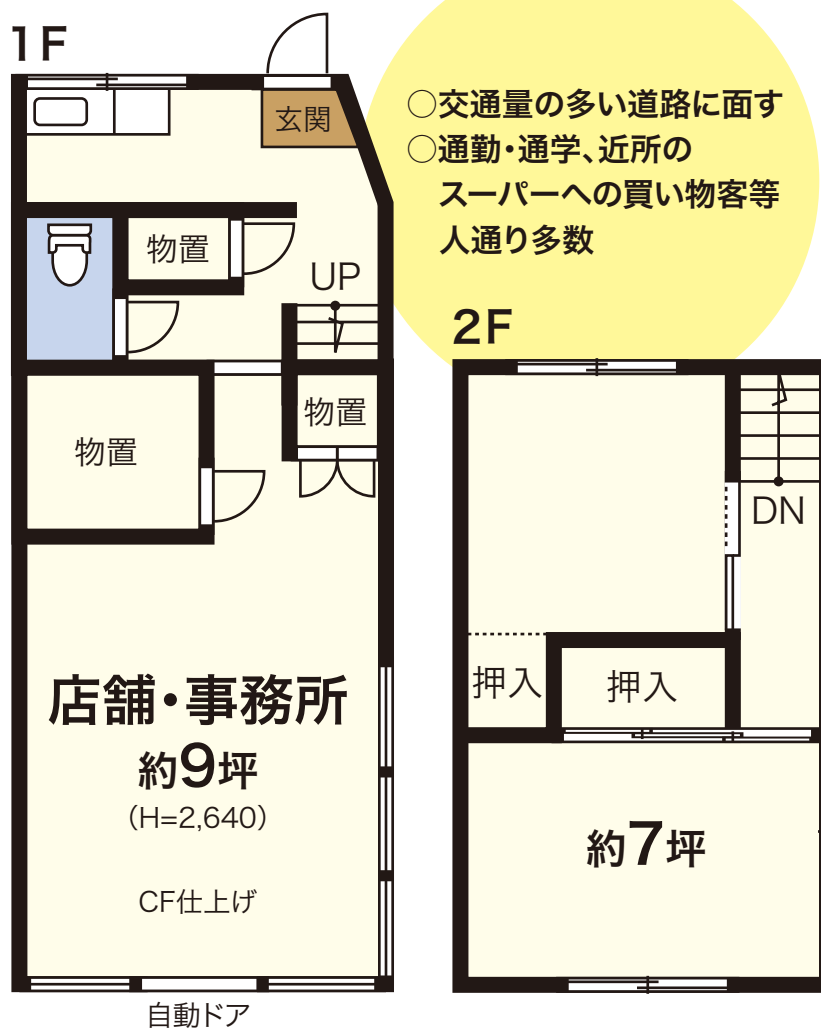 1F
○交通量の多い道路に面す
○通勤・通学、近所の
スーパーへの買い物客等
人通り多数
玄関
物置
UP
物置
物置
店舗・事務所
約9坪
(H=2,640)
CF仕上げ
自動ドア
2F
DN
押入
押入
約7坪